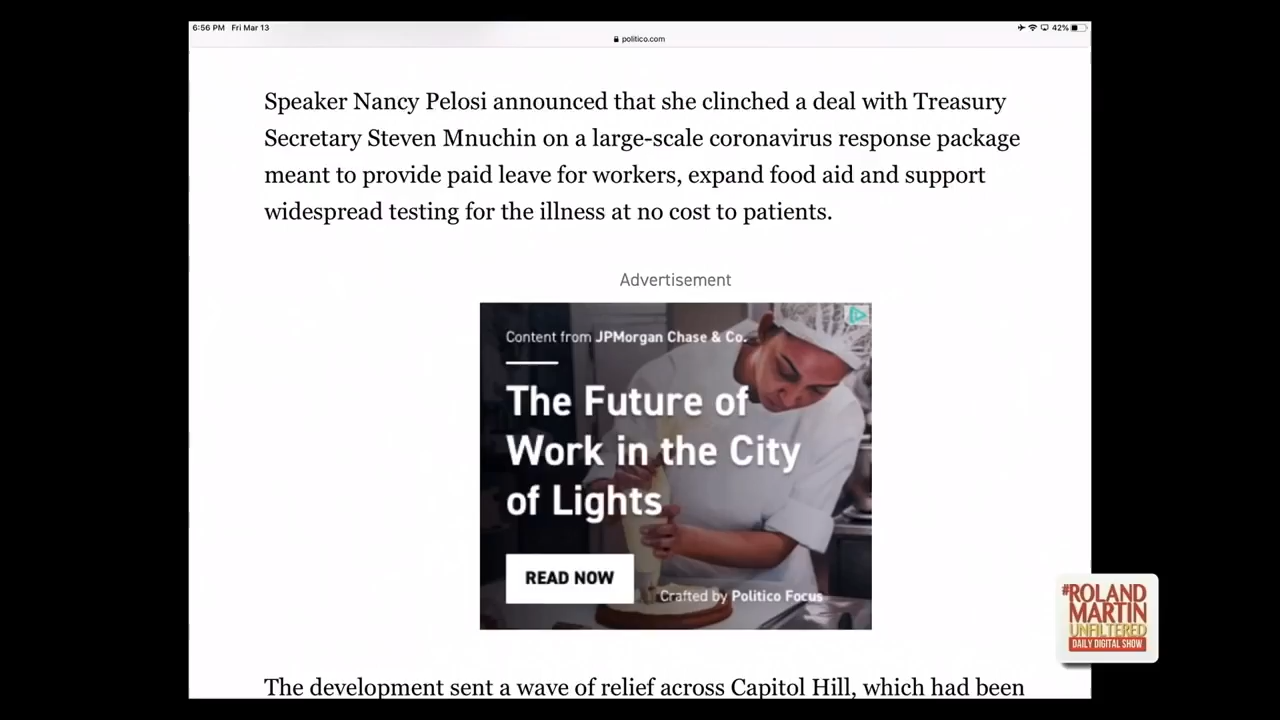 6:56 PM Fri Mar 13
42%
politico.com
Speaker Nancy Pelosi announced that she clinched a deal with Treasury
Secretary Steven Mnuchin on a large-scale coronavirus response package
meant to provide paid leave for workers, expand food aid and support
widespread testing for the illness at no cost to patients.
Advertisement
Content from JPMorgan Chase & Co.
The Future of
Work in the City
of Lights
READ NOW
Crafted by Politico Focus
#ROLAND
MARTIN
UNFILTERED
DAILY DIGITAL SHOW
The development sent a wave of relief across Capitol Hill, which had been